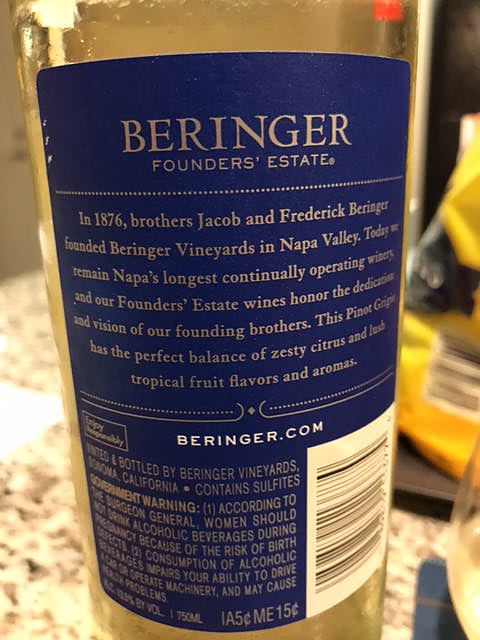 BERINGER
FOUNDERS' ESTATE®
In 1876, brothers Jacob and Frederick Beringer
founded Beringer Vineyards in Napa Valley. Today we
remain Napa's longest continually operating winery,
and our Founders' Estate wines honor the dedication
and vision of our founding brothers. This Pinot Grigio
has the perfect balance of zesty citrus and lush
tropical fruit flavors and aromas.
Enjoy
Responsibly
BERINGER.COM
VINTED & BOTTLED BY BERINGER VINEYARDS,
SONOMA, CALIFORNIA • CONTAINS SULFITES
GOVERNMENT WARNING: (1) ACCORDING TO
THE SURGEON GENERAL, WOMEN SHOULD
NOT DRINK ALCOHOLIC BEVERAGES DURING
PREGNANCY BECAUSE OF THE RISK OF BIRTH
DEFECTS. (2) CONSUMPTION OF ALCOHOLIC
BEVERAGES IMPAIRS YOUR ABILITY TO DRIVE
A CAR OR OPERATE MACHINERY, AND MAY CAUSE
HEALTH PROBLEMS.
BY VOL. | 750ML IA5¢ ME15¢